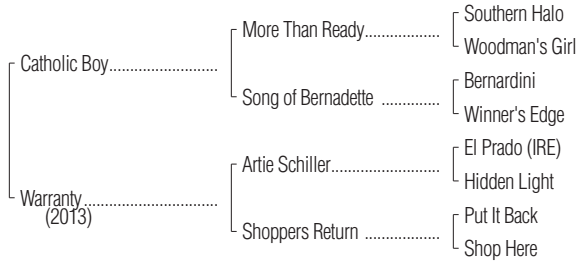 Southern Halo
More Than Ready..................
Woodman's Girl
Catholic Boy..........................
Bernardini
Song of Bernadette ..............
Winner's Edge
El Prado (IRE)
Artie Schiller.........................
Hidden Light
Warranty................................
(2013)
Put It Back
Shoppers Return ..................
Shop Here